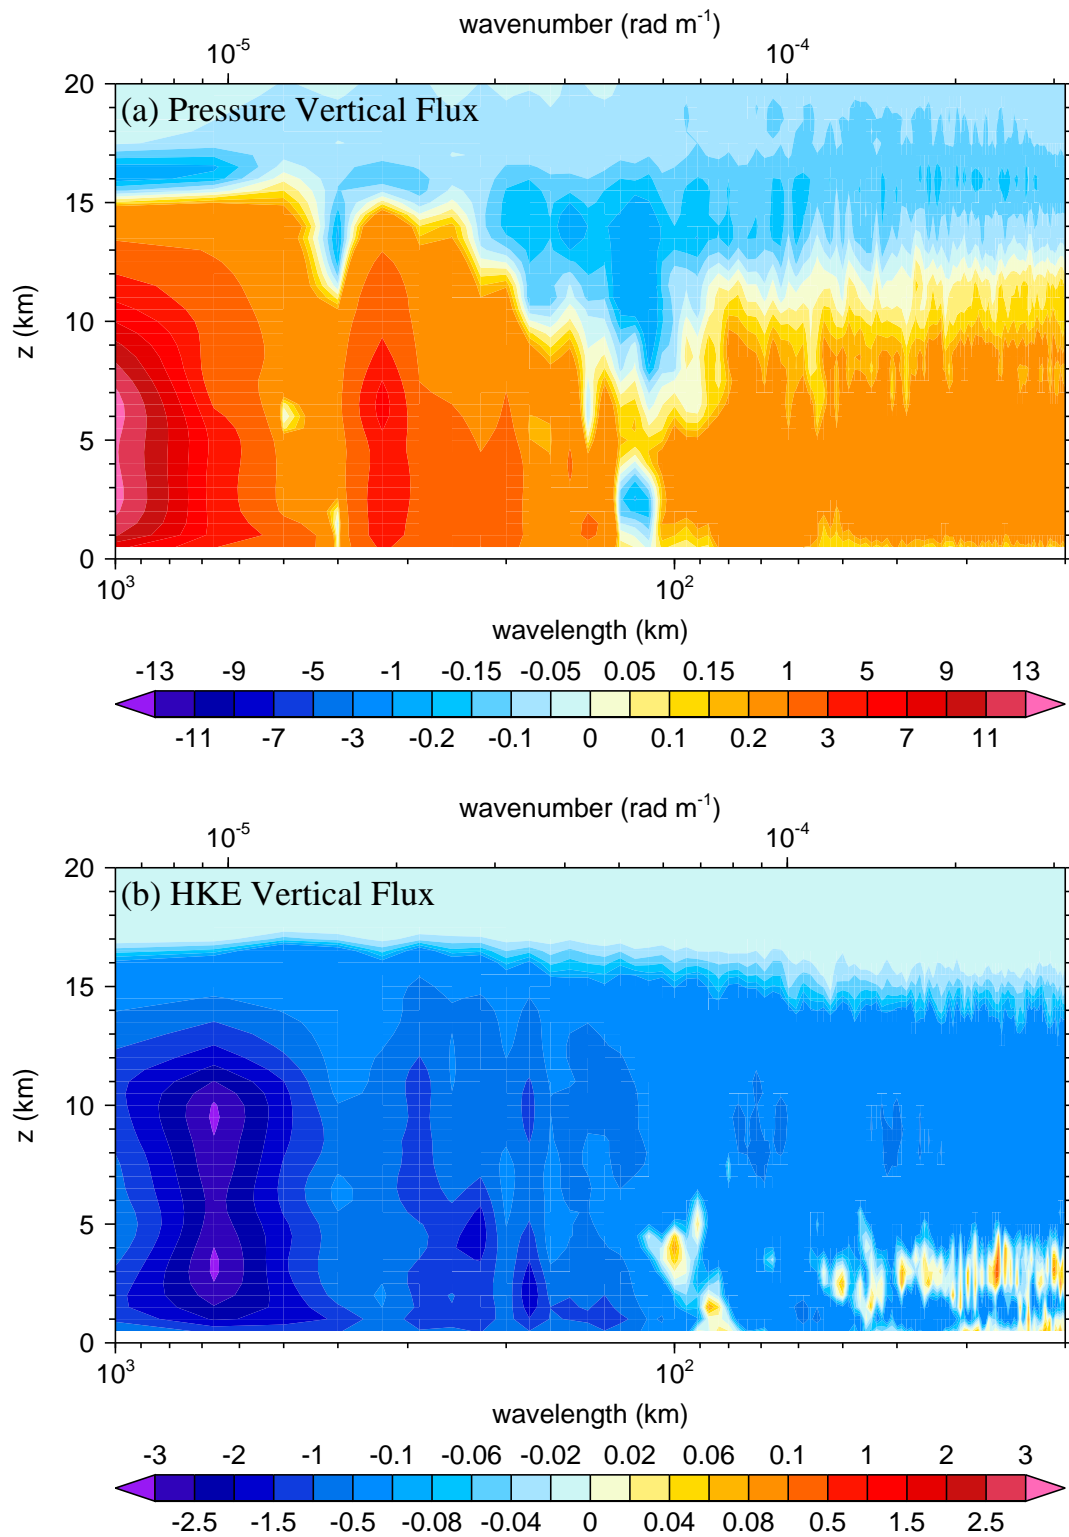 wavenumber (rad m⁻¹)
10⁻⁵ 10⁻⁴
(a) Pressure Vertical Flux
20
15
10
5
0
z (km)
10³ 10²
wavelength (km)
-13 -9 -5 -1 -0.15 -0.05 0.05 0.15 1 5 9 13
-11 -7 -3 -0.2 -0.1 0 0.1 0.2 3 7 11
wavenumber (rad m⁻¹)
10⁻⁵ 10⁻⁴
(b) HKE Vertical Flux
20
15
10
5
0
z (km)
10³ 10²
wavelength (km)
-3 -2 -1 -0.1 -0.06 -0.02 0.02 0.06 0.1 1 2 3
-2.5 -1.5 -0.5 -0.08 -0.04 0 0.04 0.08 0.5 1.5 2.5